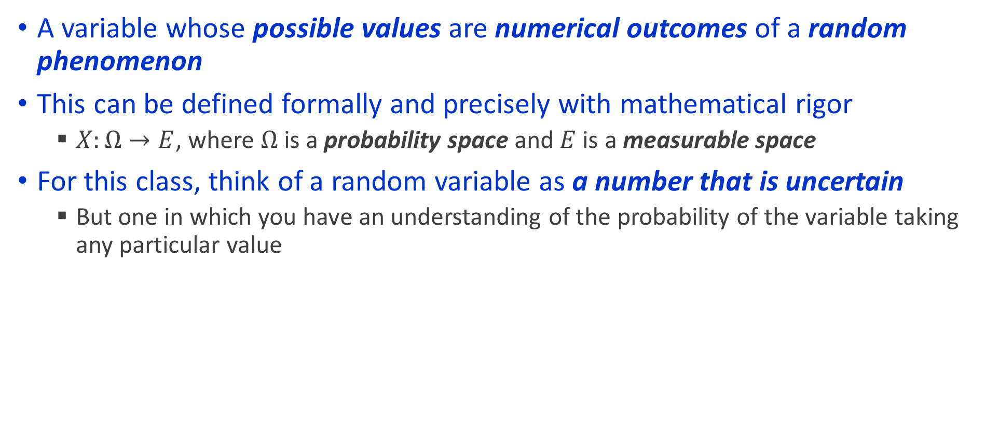 • A variable whose possible values are numerical outcomes of a random
phenomenon
• This can be defined formally and precisely with mathematical rigor
▪ X: Ω → E, where Ω is a probability space and E is a measurable space
• For this class, think of a random variable as a number that is uncertain
▪ But one in which you have an understanding of the probability of the variable taking
any particular value